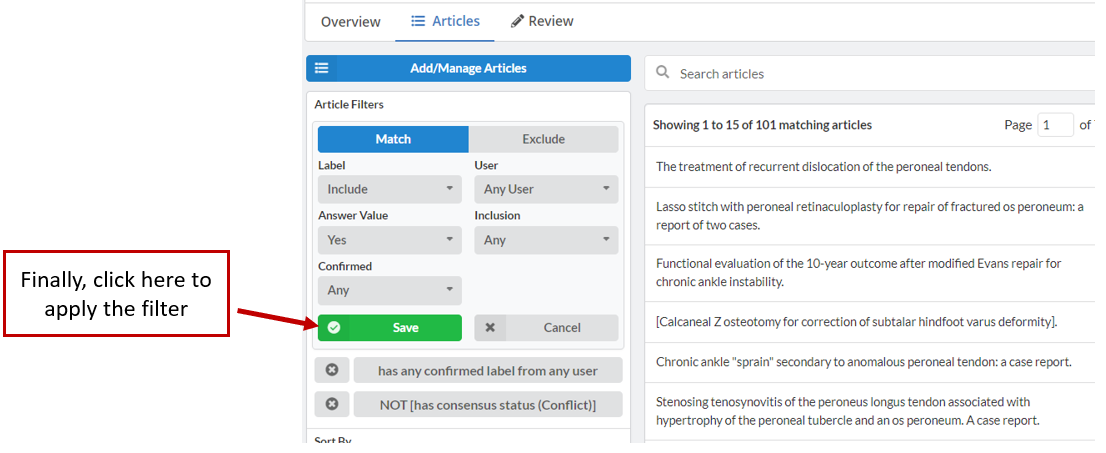 Overview
Articles
Review
Add/Manage Articles
Search articles
Article Filters
Match
Exclude
Label
User
Include
Any User
Answer Value
Inclusion
Yes
Any
Confirmed
Any
Save
Cancel
has any confirmed label from any user
NOT [has consensus status (Conflict)]
Sort By
Finally, click here to
apply the filter
Showing 1 to 15 of 101 matching articles
Page 1 of
The treatment of recurrent dislocation of the peroneal tendons.
Lasso stitch with peroneal retinaculoplasty for repair of fractured os peroneum: a
report of two cases.
Functional evaluation of the 10-year outcome after modified Evans repair for
chronic ankle instability.
[Calcaneal Z osteotomy for correction of subtalar hindfoot varus deformity].
Chronic ankle "sprain" secondary to anomalous peroneal tendon: a case report.
Stenosing tenosynovitis of the peroneus longus tendon associated with
hypertrophy of the peroneal tubercle and an os peroneum. A case report.